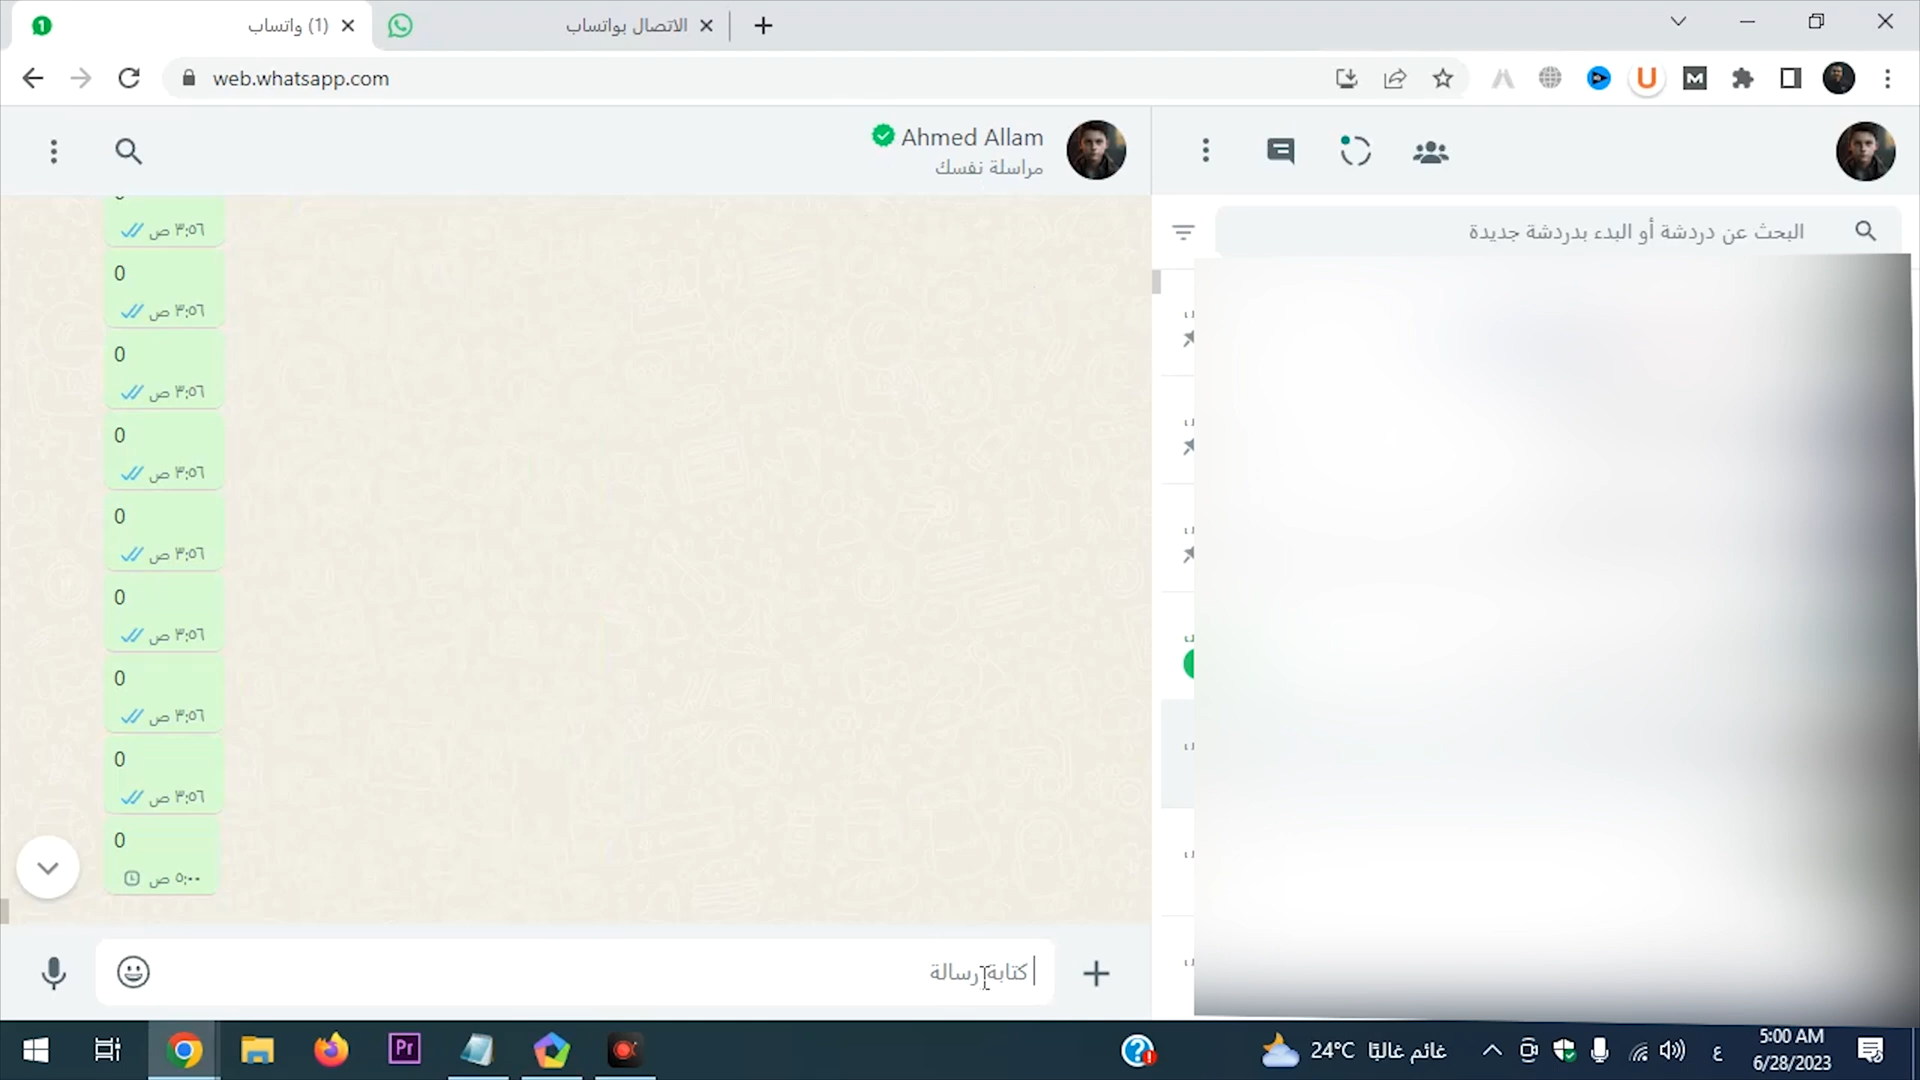 (1) واتساب
الاتصال بواتساب
web.whatsapp.com
Ahmed Allam
مراسلة نفسك
البحث عن دردشة أو البدء بدردشة جديدة
٣:٥٦ ص
0
٣:٥٦ ص
0
٣:٥٦ ص
0
٣:٥٦ ص
0
٣:٥٦ ص
0
٣:٥٦ ص
0
٣:٥٦ ص
0
٣:٥٦ ص
0
٥:٠٠ ص
كتابة رسالة
Pr
24°C غائم غالبًا
ع
5:00 AM
6/28/2023